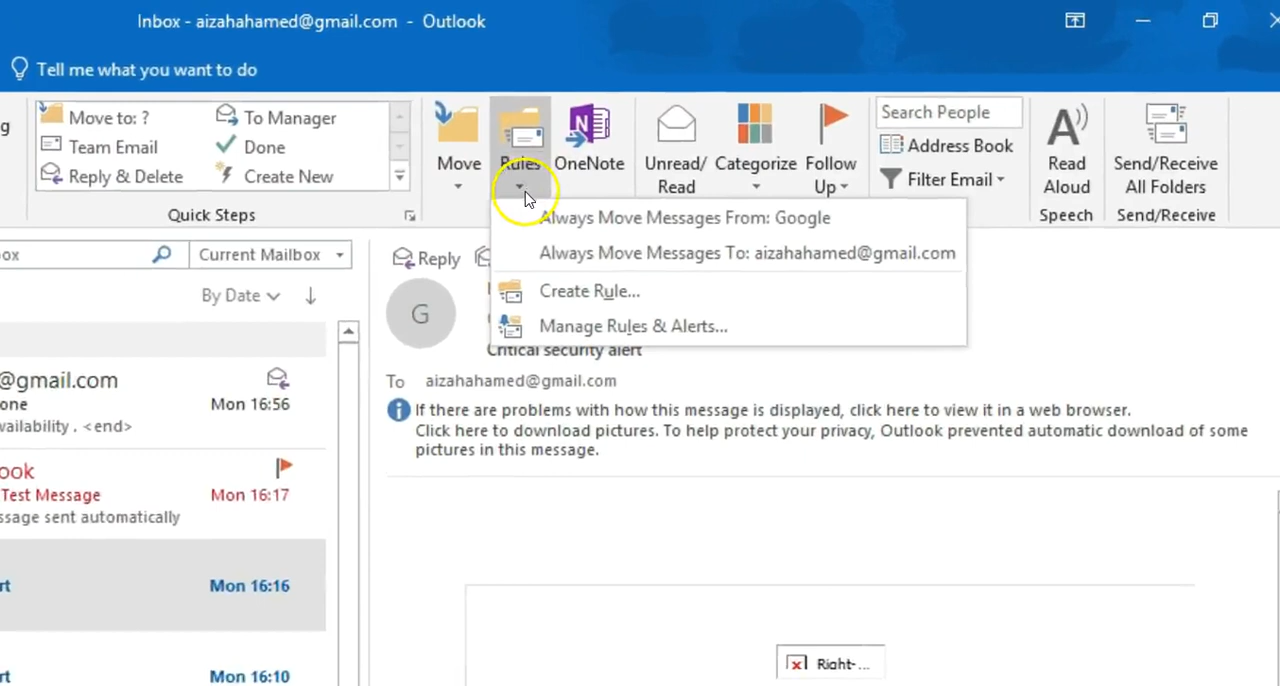 Inbox - aizahahamed@gmail.com - Outlook
Tell me what you want to do
g
Move to: ?
To Manager
Team Email
Done
Reply & Delete
Create New
Quick Steps
Move
Rules
OneNote
Unread/
Read
Categorize
Follow
Up
Search People
Address Book
Filter Email
Read
Aloud
Speech
Send/Receive
All Folders
Send/Receive
Always Move Messages From: Google
Always Move Messages To: aizahahamed@gmail.com
Create Rule...
Manage Rules & Alerts...
ox
Current Mailbox
By Date
@gmail.com
one
Mon 16:56
vailability . <end>
ook
Test Message
Mon 16:17
ssage sent automatically
rt
Mon 16:16
rt
Mon 16:10
Reply
G
Critical security alert
To aizahahamed@gmail.com
If there are problems with how this message is displayed, click here to view it in a web browser.
Click here to download pictures. To help protect your privacy, Outlook prevented automatic download of some
pictures in this message.
Right-...